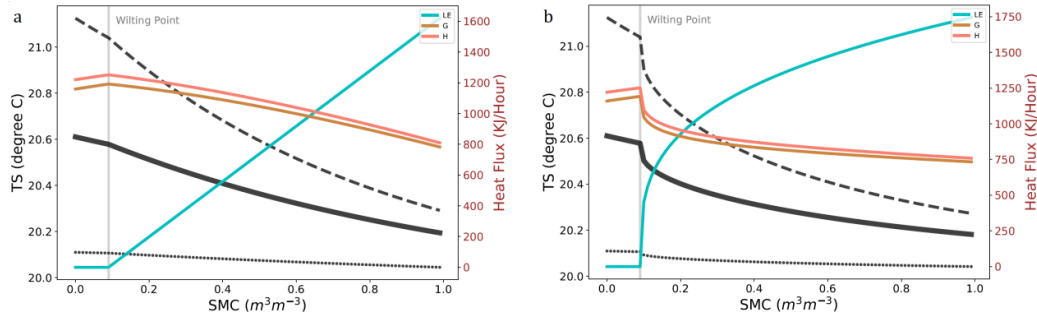 a
Wilting Point
LE
G
H
TS (degree C)
21.0
20.8
20.6
20.4
20.2
20.0
1600
1400
1200
1000
800
600
400
200
0
Heat Flux (KJ/Hour)
0.0 0.2 0.4 0.6 0.8 1.0
SMC (m³m⁻³)
b
Wilting Point
LE
G
H
TS (degree C)
21.0
20.8
20.6
20.4
20.2
20.0
1750
1500
1250
1000
750
500
250
0
Heat Flux (KJ/Hour)
0.0 0.2 0.4 0.6 0.8 1.0
SMC (m³m⁻³)